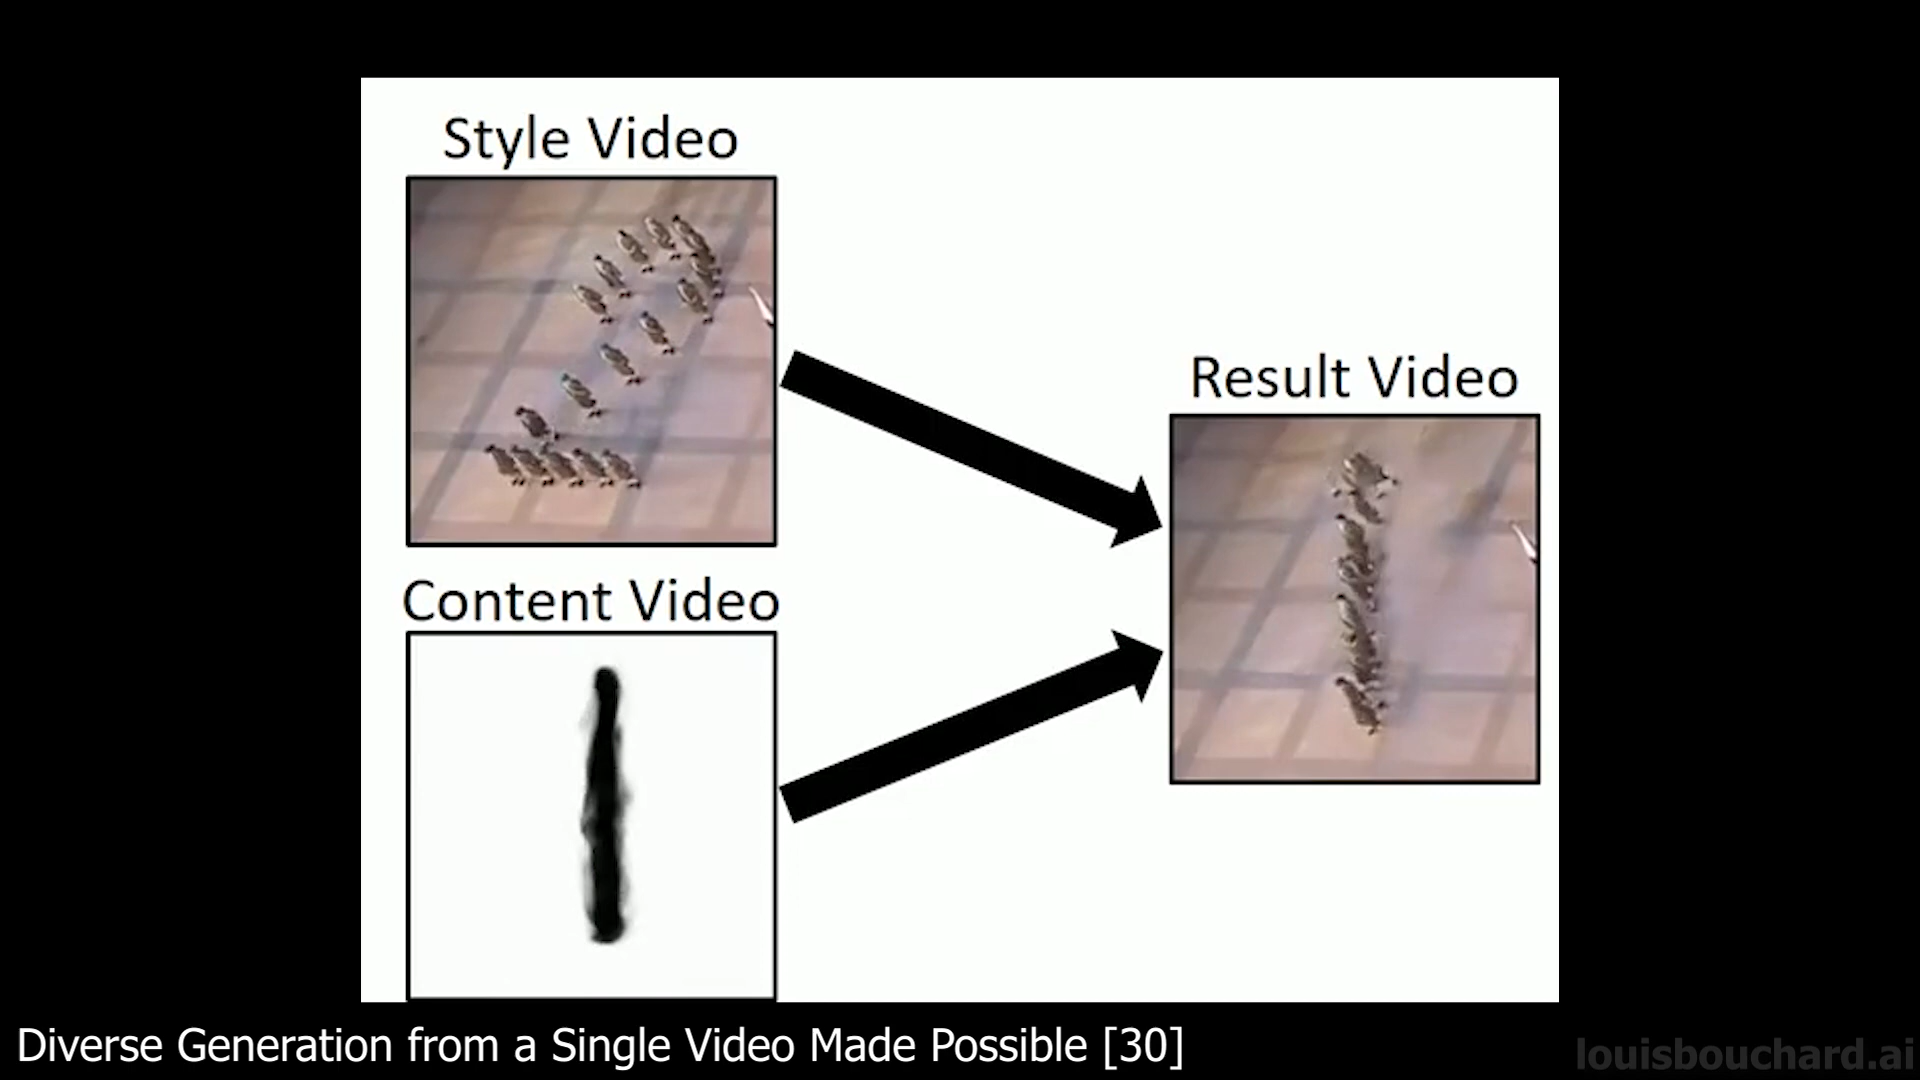 Style Video
Content Video
Result Video
Diverse Generation from a Single Video Made Possible [30]
louisbouchard.ai